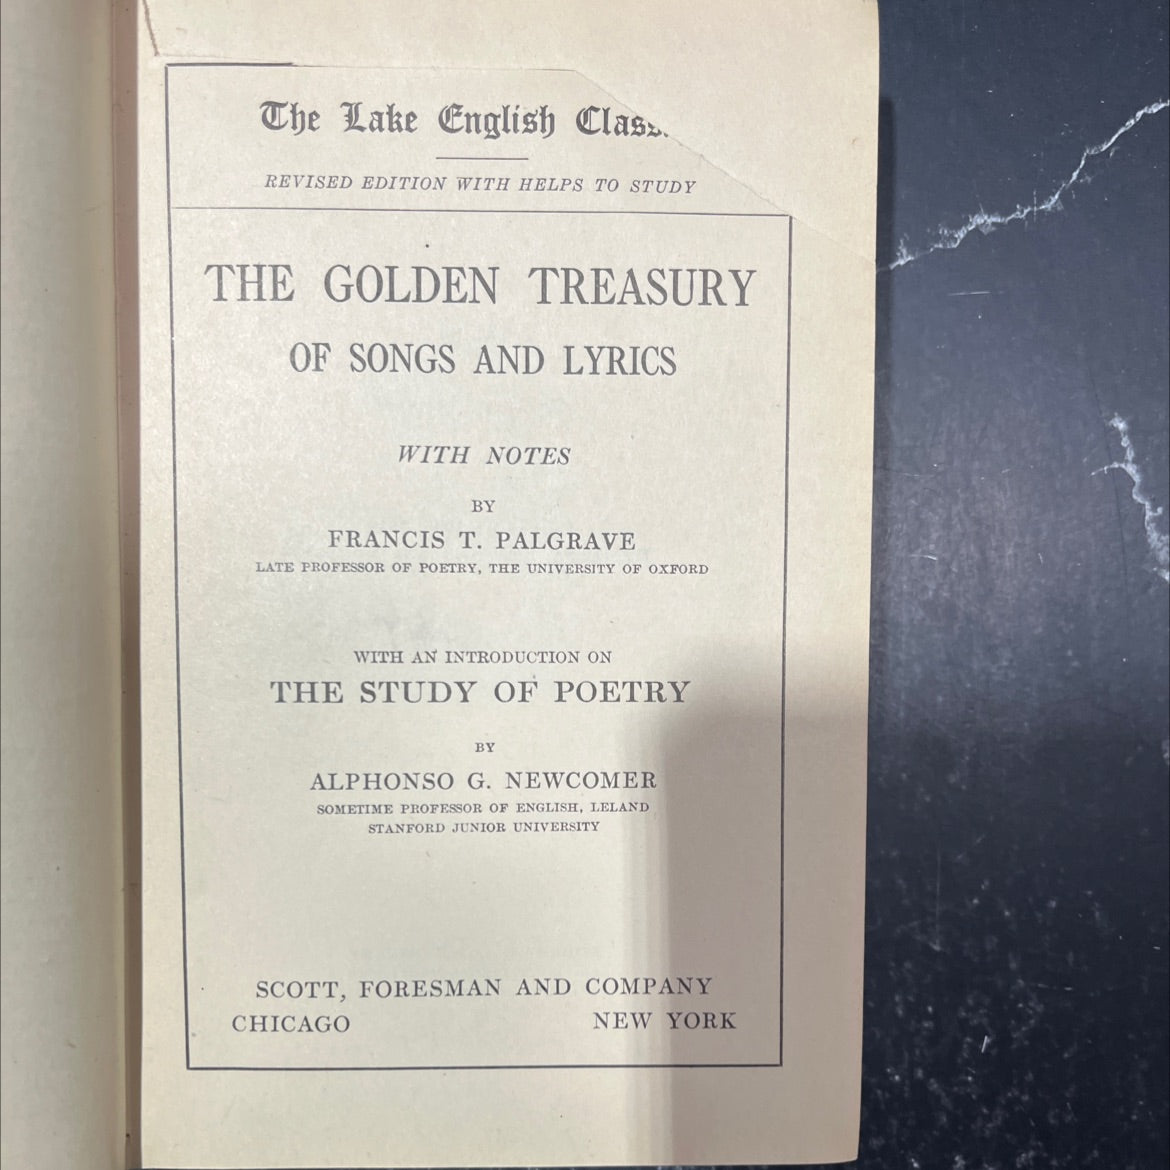 The Lake English Class
REVISED EDITION WITH HELPS TO STUDY
THE GOLDEN TREASURY
OF SONGS AND LYRICS
WITH NOTES
BY
FRANCIS T. PALGRAVE
LATE PROFESSOR OF POETRY, THE UNIVERSITY OF OXFORD
WITH AN INTRODUCTION ON
THE STUDY OF POETRY
BY
ALPHONSO G. NEWCOMER
SOMETIME PROFESSOR OF ENGLISH, LELAND
STANFORD JUNIOR UNIVERSITY
SCOTT, FORESMAN AND COMPANY
CHICAGO NEW YORK